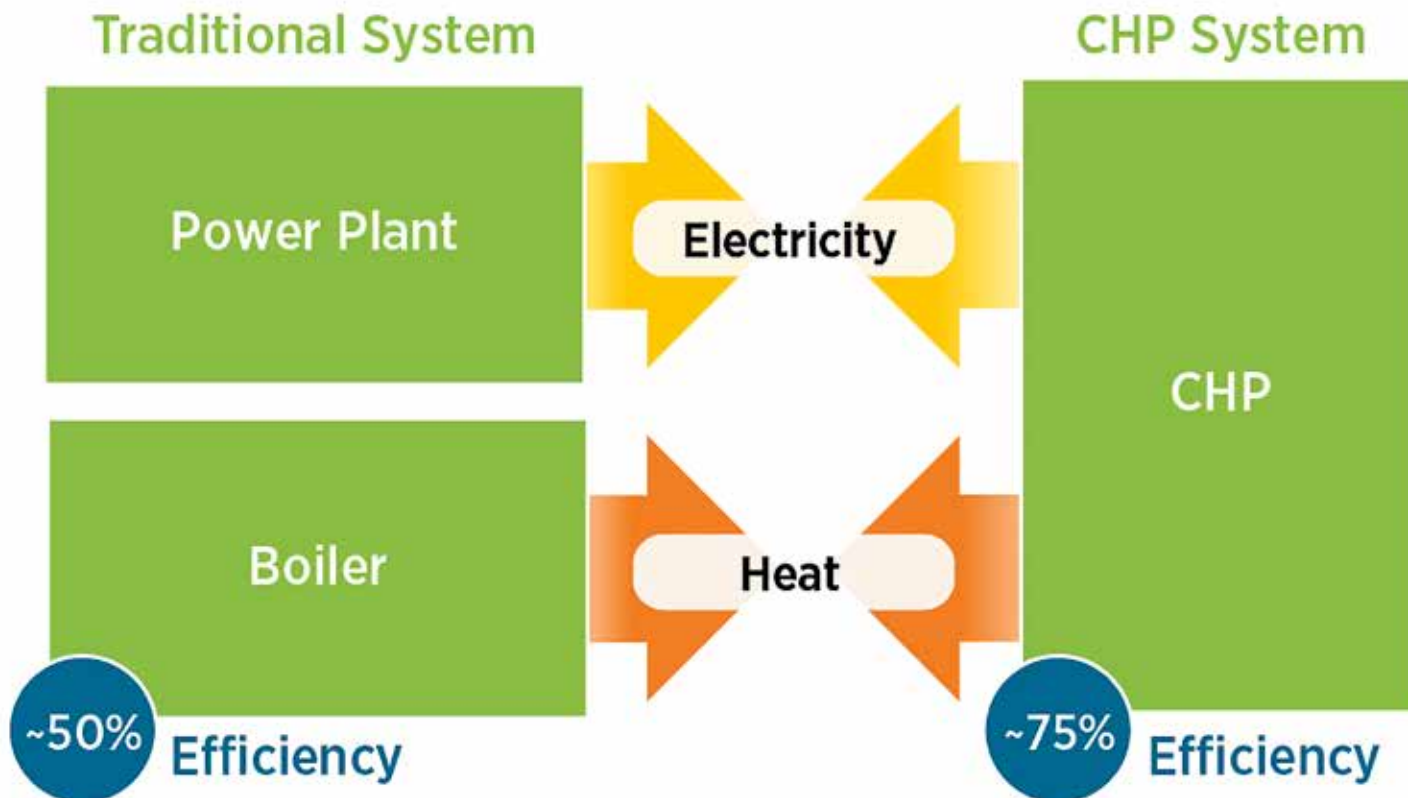 Traditional System
CHP System
Power Plant
Electricity
CHP
Boiler
Heat
~50%
Efficiency
~75%
Efficiency